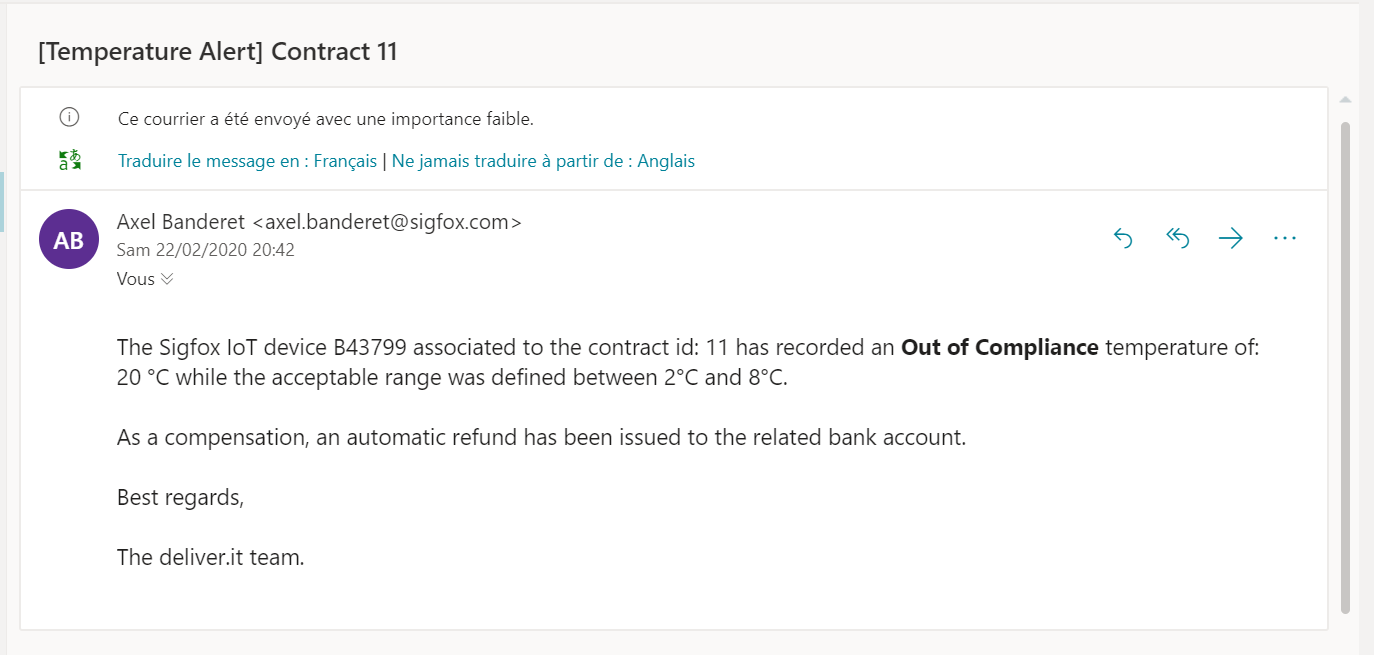 [Temperature Alert] Contract 11
Ce courrier a été envoyé avec une importance faible.
Traduire le message en : Français | Ne jamais traduire à partir de : Anglais
AB
Axel Banderet <axel.banderet@sigfox.com>
Sam 22/02/2020 20:42
Vous
The Sigfox IoT device B43799 associated to the contract id: 11 has recorded an Out of Compliance temperature of:
20 °C while the acceptable range was defined between 2°C and 8°C.
As a compensation, an automatic refund has been issued to the related bank account.
Best regards,
The deliver.it team.